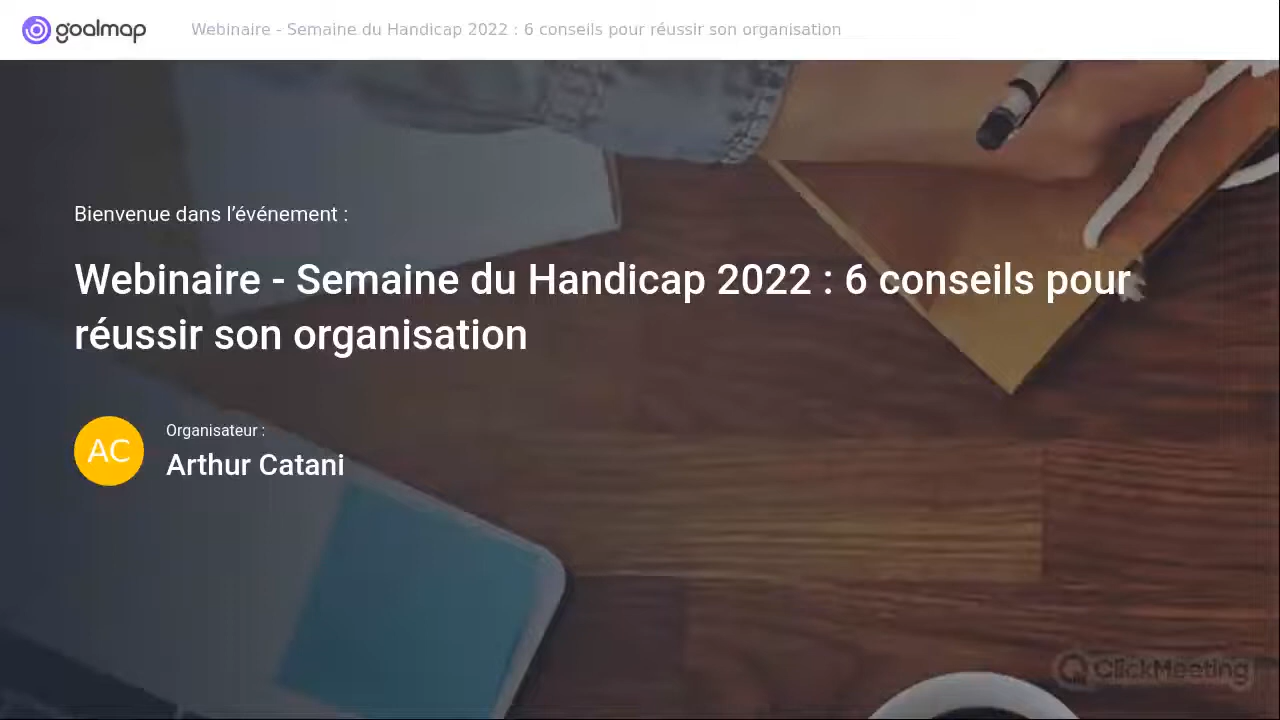 goalmap Webinaire - Semaine du Handicap 2022 : 6 conseils pour réussir son organisation
Bienvenue dans l’événement :
Webinaire - Semaine du Handicap 2022 : 6 conseils pour
réussir son organisation
AC
Organisateur :
Arthur Catani
ClickMeeting